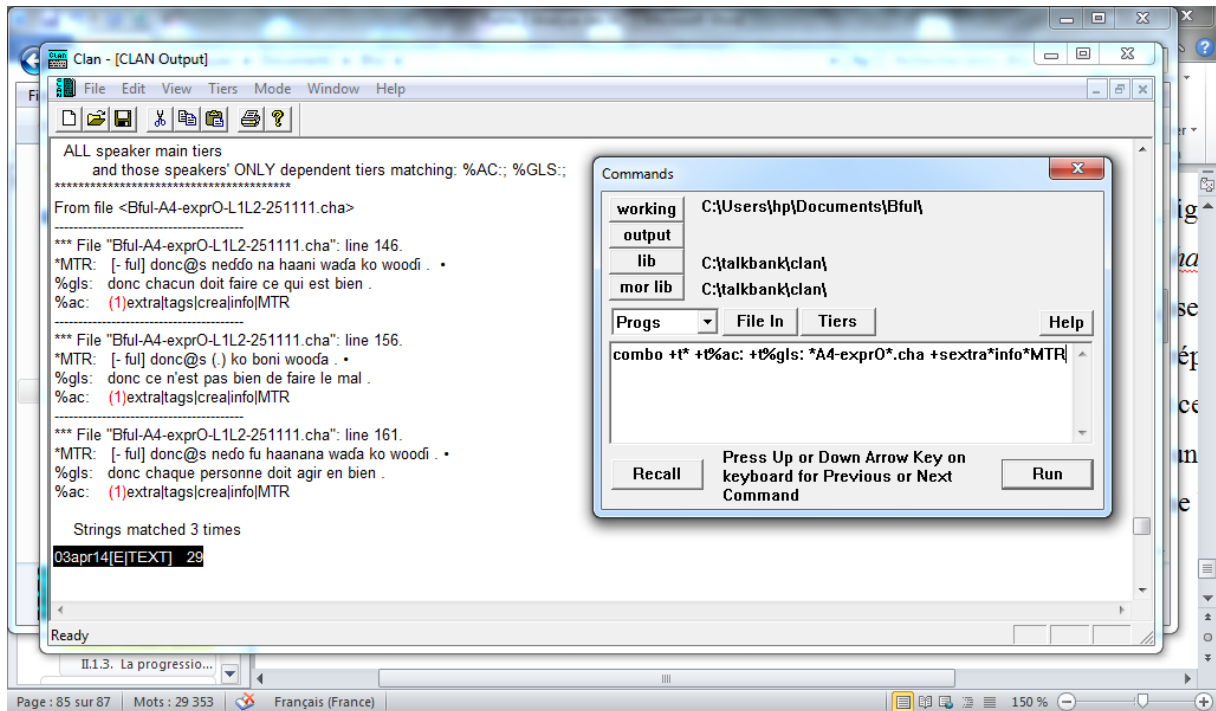 Clan - [CLAN Output]
File Edit View Tiers Mode Window Help
ALL speaker main tiers
and those speakers' ONLY dependent tiers matching: %AC:; %GLS:;
****************************************
From file <Bful-A4-exprO-L1L2-251111.cha>
----------------------------------------
*** File "Bful-A4-exprO-L1L2-251111.cha": line 146.
*MTR: [- ful] donc@s neɗɗo na haani waɗa ko wooɗi . •
%gls: donc chacun doit faire ce qui est bien .
%ac: (1)extra|tags|crea|info|MTR
----------------------------------------
*** File "Bful-A4-exprO-L1L2-251111.cha": line 156.
*MTR: [- ful] donc@s (.) ko boni wooɗa . •
%gls: donc ce n'est pas bien de faire le mal .
%ac: (1)extra|tags|crea|info|MTR
----------------------------------------
*** File "Bful-A4-exprO-L1L2-251111.cha": line 161.
*MTR: [- ful] donc@s neɗo fu haanana waɗa ko wooɗi . •
%gls: donc chaque personne doit agir en bien .
%ac: (1)extra|tags|crea|info|MTR
Strings matched 3 times
03apr14[E|TEXT] 29
Ready
Commands
working C:\Users\hp\Documents\Bful\
output
lib C:\talkbank\clan\
mor lib C:\talkbank\clan\
Progs File In Tiers Help
combo +t* +t%ac: +t%gls: *A4-exprO*.cha +sextra*info*MTR
Recall
Press Up or Down Arrow Key on
keyboard for Previous or Next
Command
Run
II.1.3. La progressio...
Page : 85 sur 87 Mots : 29 353 Français (France) 150 %